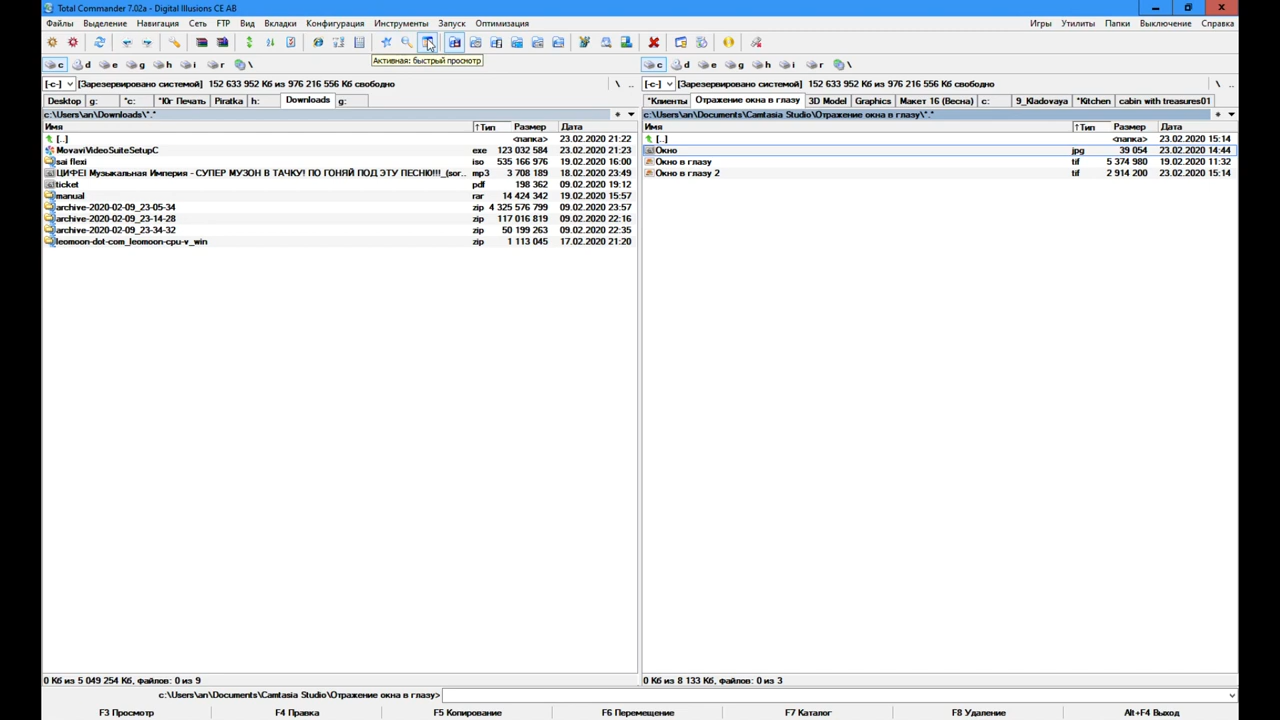 Total Commander 7.02a - Digital Illusions CE AB
Файлы Выделение Навигация Сеть FTP Вид Вкладки Конфигурация Инструменты Запуск Оптимизация Игры Утилиты Папки Выключение Справка
Активная: быстрый просмотр
c d e g h i r \ c d e g h i r \
[-c-] [Зарезервировано системой] 152 633 952 Кб из 976 216 556 Кб свободно \ .. [-c-] [Зарезервировано системой] 152 633 952 Кб из 976 216 556 Кб свободно \ ..
Desktop g: *c: *Юг Печать Piratka h: Downloads g: *Клиенты Отражение окна в глазу 3D Model Graphics Макет 16 (Весна) c: 9_Kladovaya *Kitchen cabin with treasures01
c:\Users\an\Downloads\*.* * ▼ c:\Users\an\Documents\Camtasia Studio\Отражение окна в глазу\*.* * ▼
Имя ↑Тип Размер Дата Имя ↑Тип Размер Дата
[..] <папка> 23.02.2020 21:22 [..] <папка> 23.02.2020 15:14
MovaviVideoSuiteSetupC exe 123 032 584 23.02.2020 21:23 Окно jpg 39 054 23.02.2020 14:44
sai flexi iso 535 166 976 19.02.2020 16:00 Окно в глазу tif 5 374 980 19.02.2020 11:32
ЦИФЕІ Музыкальная Империя - СУПЕР МУЗОН В ТАЧКУ! ПО ГОНЯЙ ПОД ЭТУ ПЕСНЮ!!!_(sor.. mp3 3 708 189 18.02.2020 23:49 Окно в глазу 2 tif 2 914 200 23.02.2020 15:14
ticket pdf 198 362 09.02.2020 19:12
manual rar 14 424 342 19.02.2020 15:57
archive-2020-02-09_23-05-34 zip 4 325 576 799 09.02.2020 23:57
archive-2020-02-09_23-14-28 zip 117 016 819 09.02.2020 22:16
archive-2020-02-09_23-34-32 zip 50 199 263 09.02.2020 22:35
leomoon-dot-com_leomoon-cpu-v_win zip 1 113 045 17.02.2020 21:20
0 Кб из 5 049 254 Кб, файлов: 0 из 9 0 Кб из 8 133 Кб, файлов: 0 из 3
c:\Users\an\Documents\Camtasia Studio\Отражение окна в глазу>
F3 Просмотр F4 Правка F5 Копирование F6 Перемещение F7 Каталог F8 Удаление Alt+F4 Выход